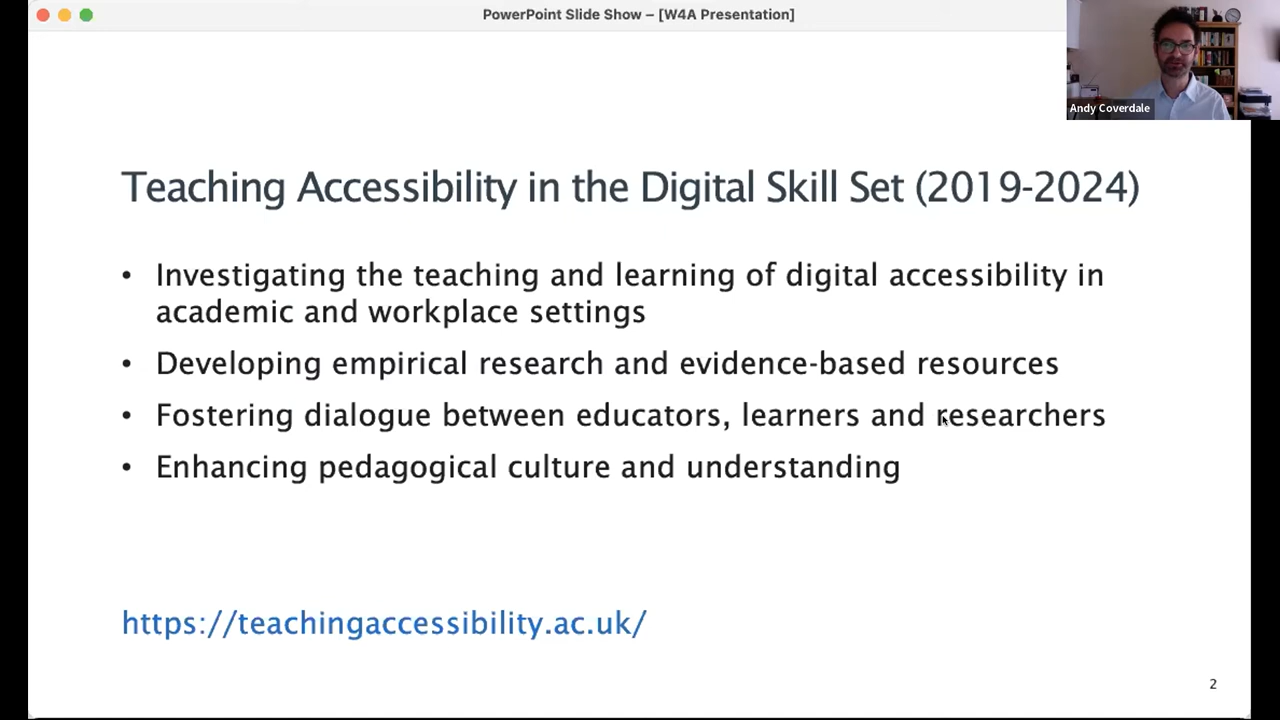 PowerPoint Slide Show – [W4A Presentation]
Andy Coverdale
Teaching Accessibility in the Digital Skill Set (2019-2024)
• Investigating the teaching and learning of digital accessibility in
academic and workplace settings
• Developing empirical research and evidence-based resources
• Fostering dialogue between educators, learners and researchers
• Enhancing pedagogical culture and understanding
https://teachingaccessibility.ac.uk/
2